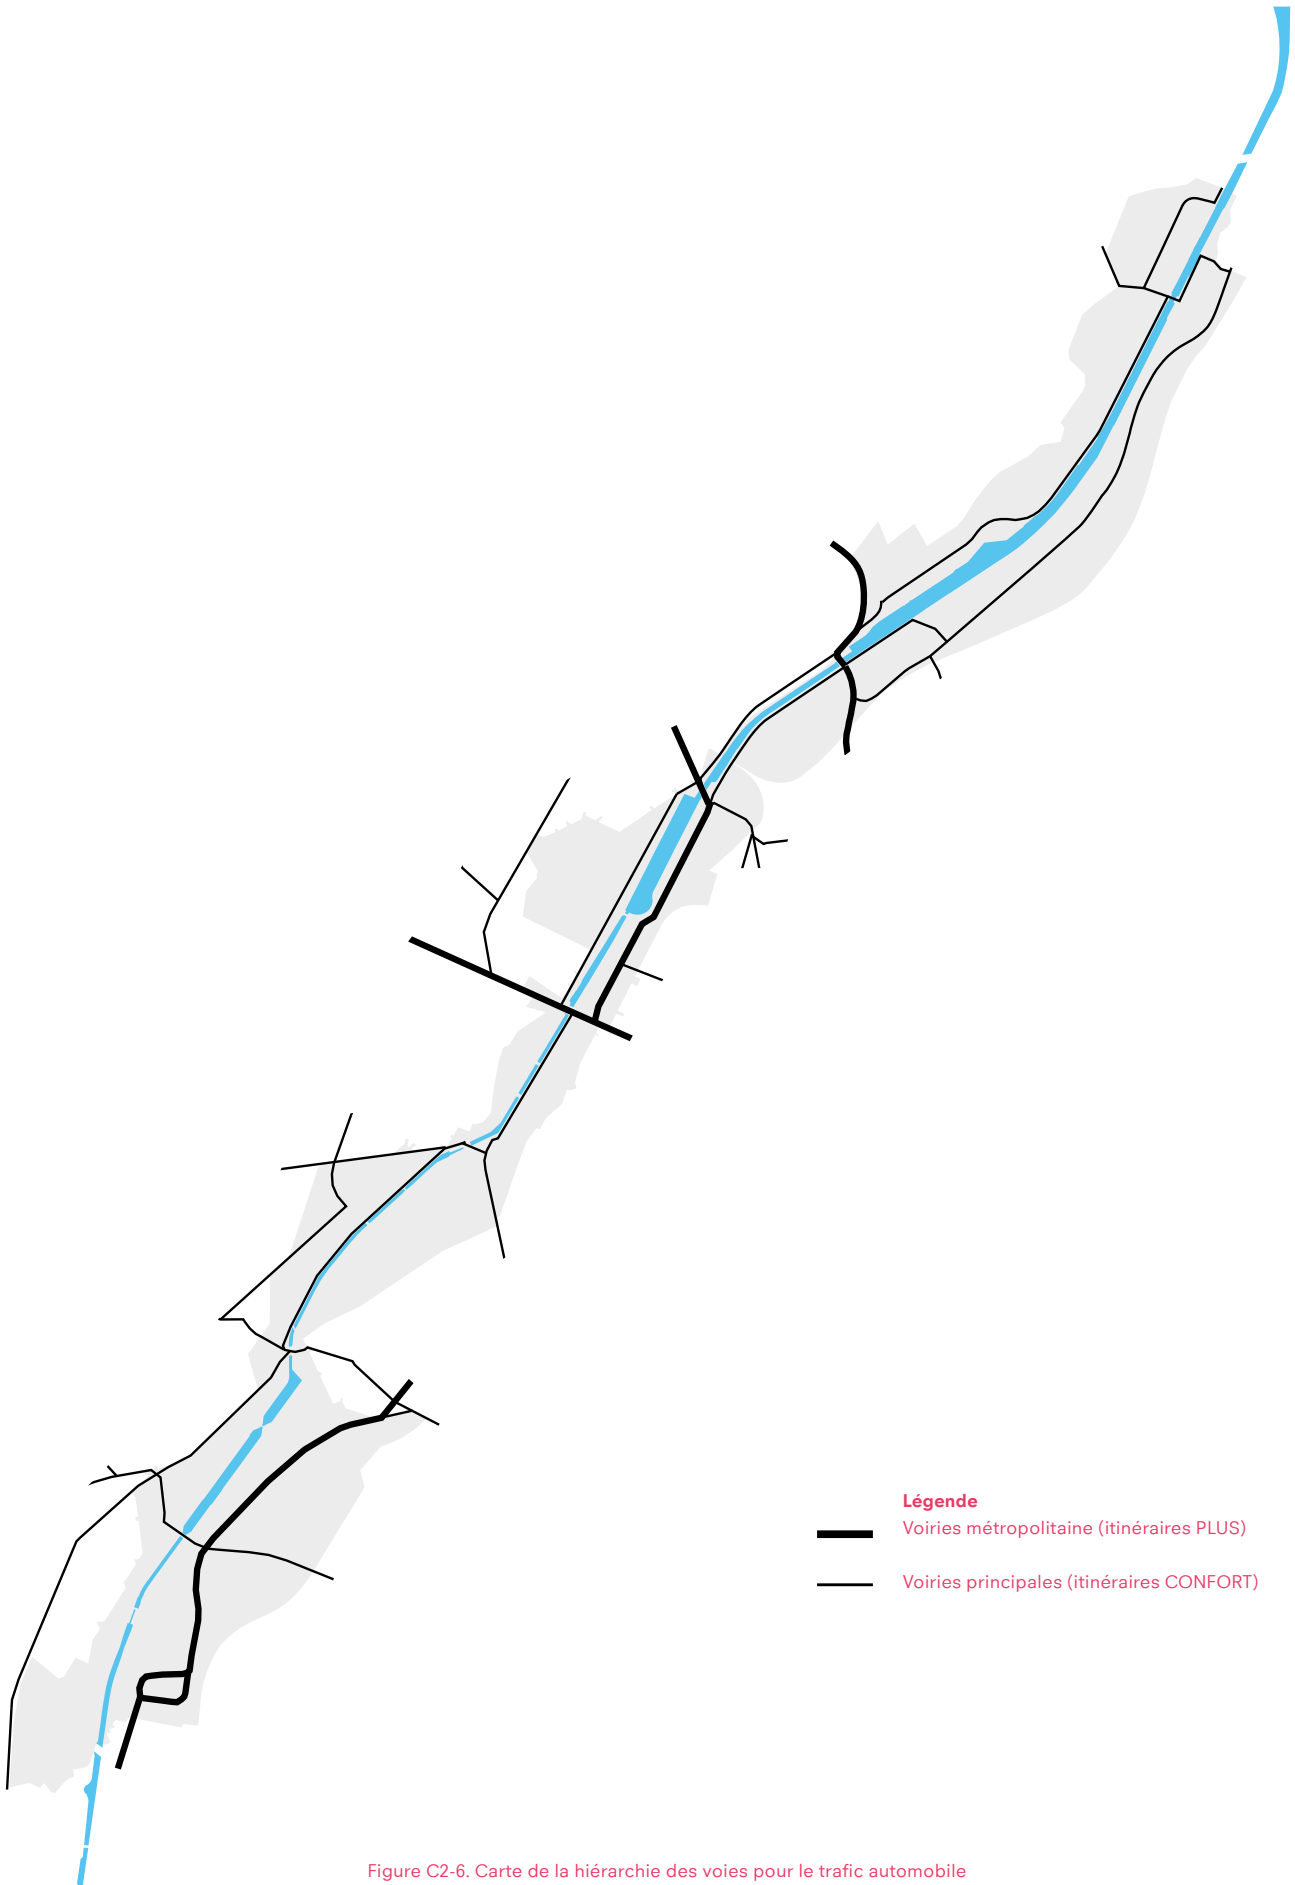 Légende
Voiries métropolitaine (itinéraires PLUS)
Voiries principales (itinéraires CONFORT)
Figure C2-6. Carte de la hiérarchie des voies pour le trafic automobile